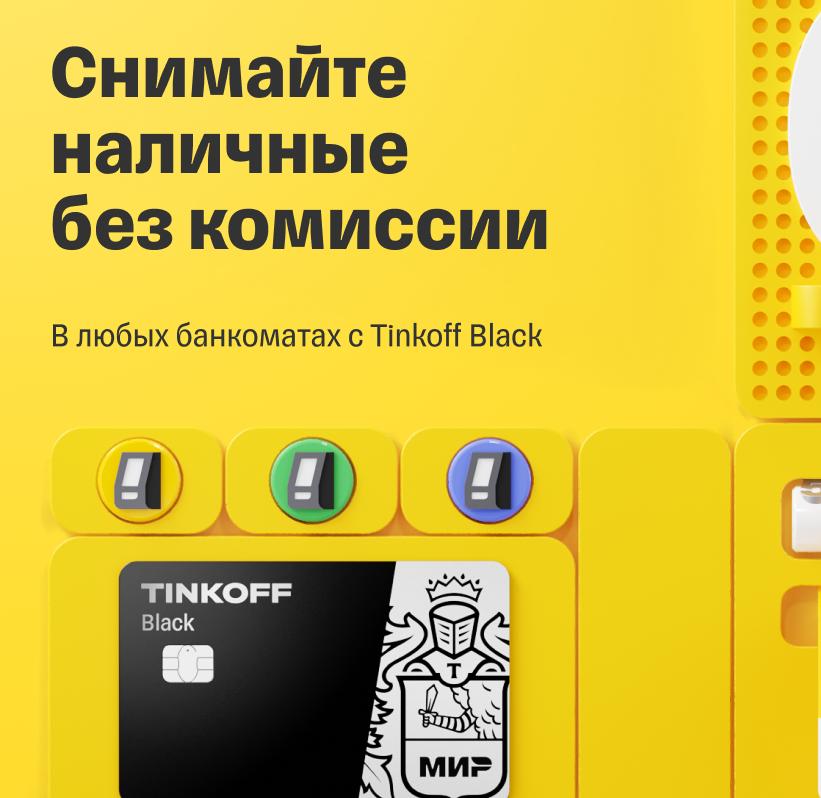 Снимайте
наличные
без комиссии
В любых банкоматах с Tinkoff Black
TINKOFF
Black
T
МИР